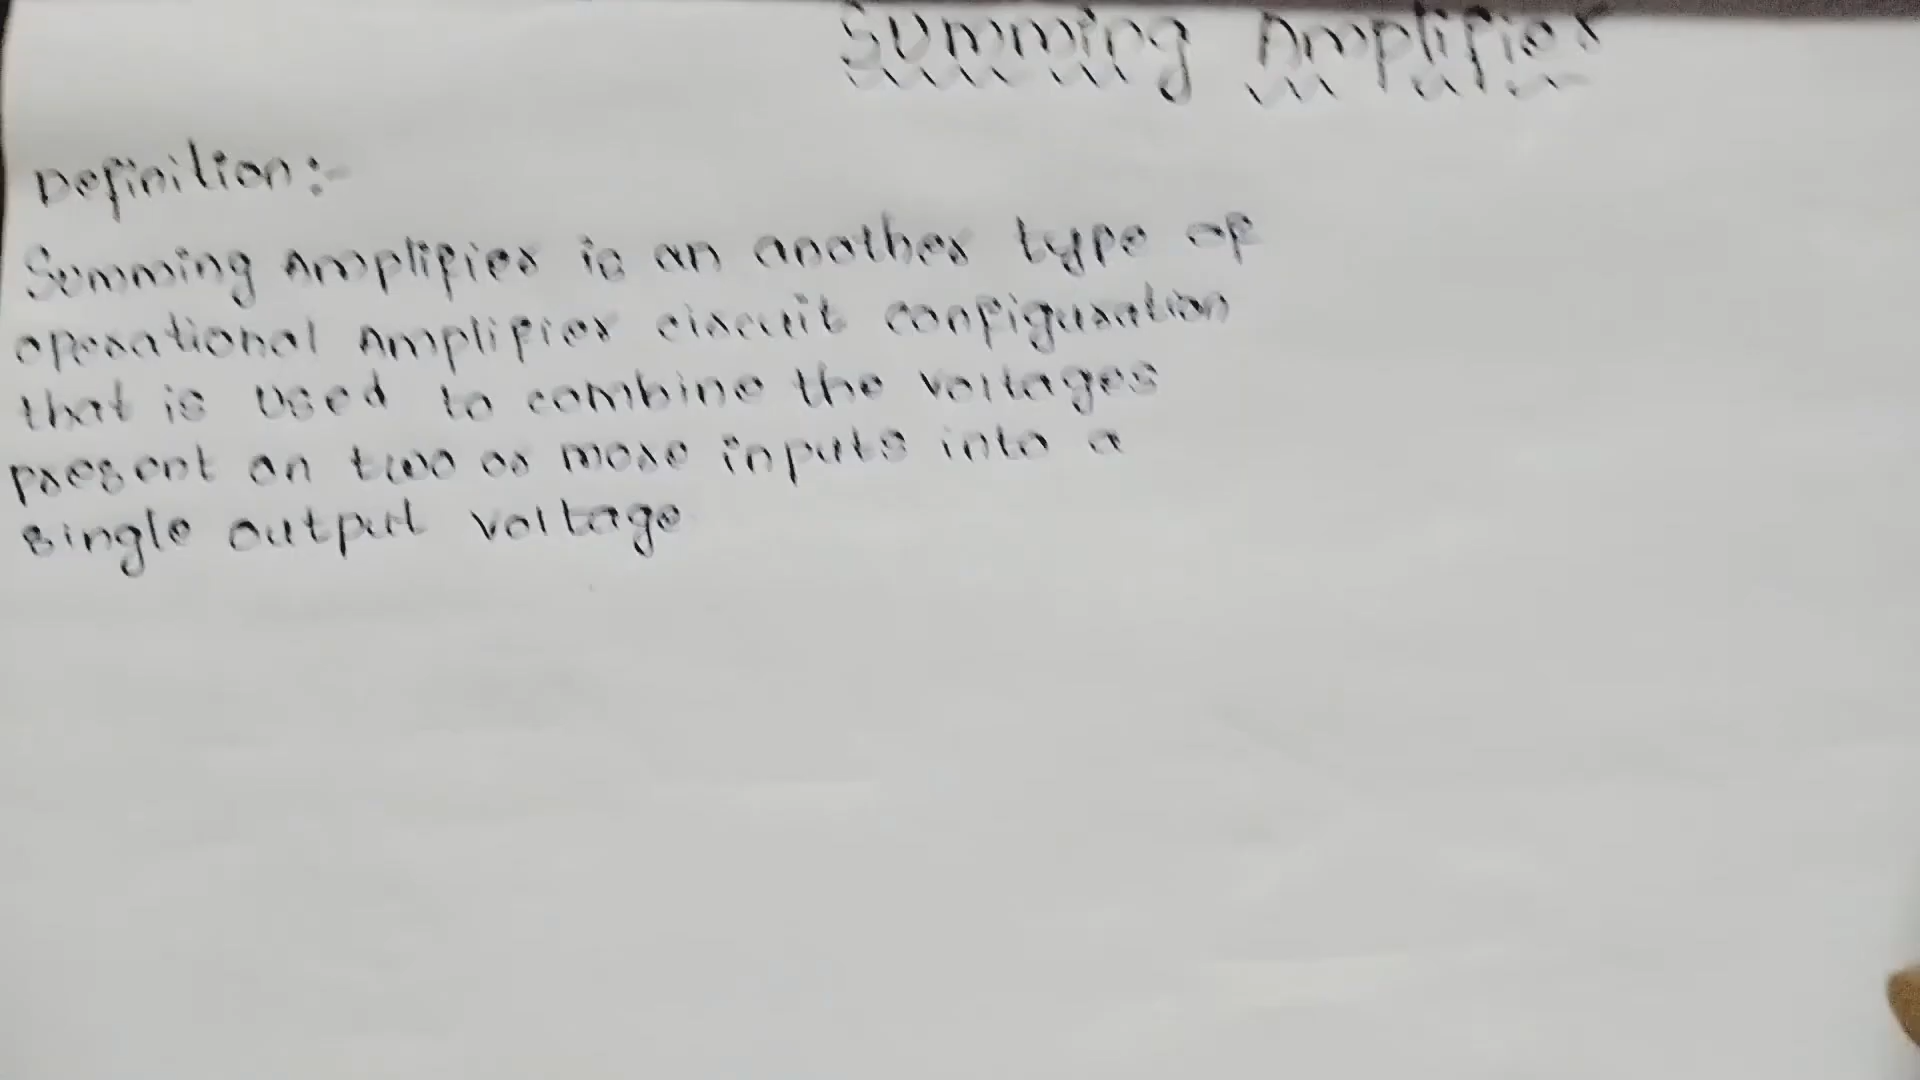 Summing Amplifier
Definition:-
Summing Amplifier is an another type of
operational Amplifier circuit configuration
that is used to combine the voltages
present on two or more inputs into a
single output voltage